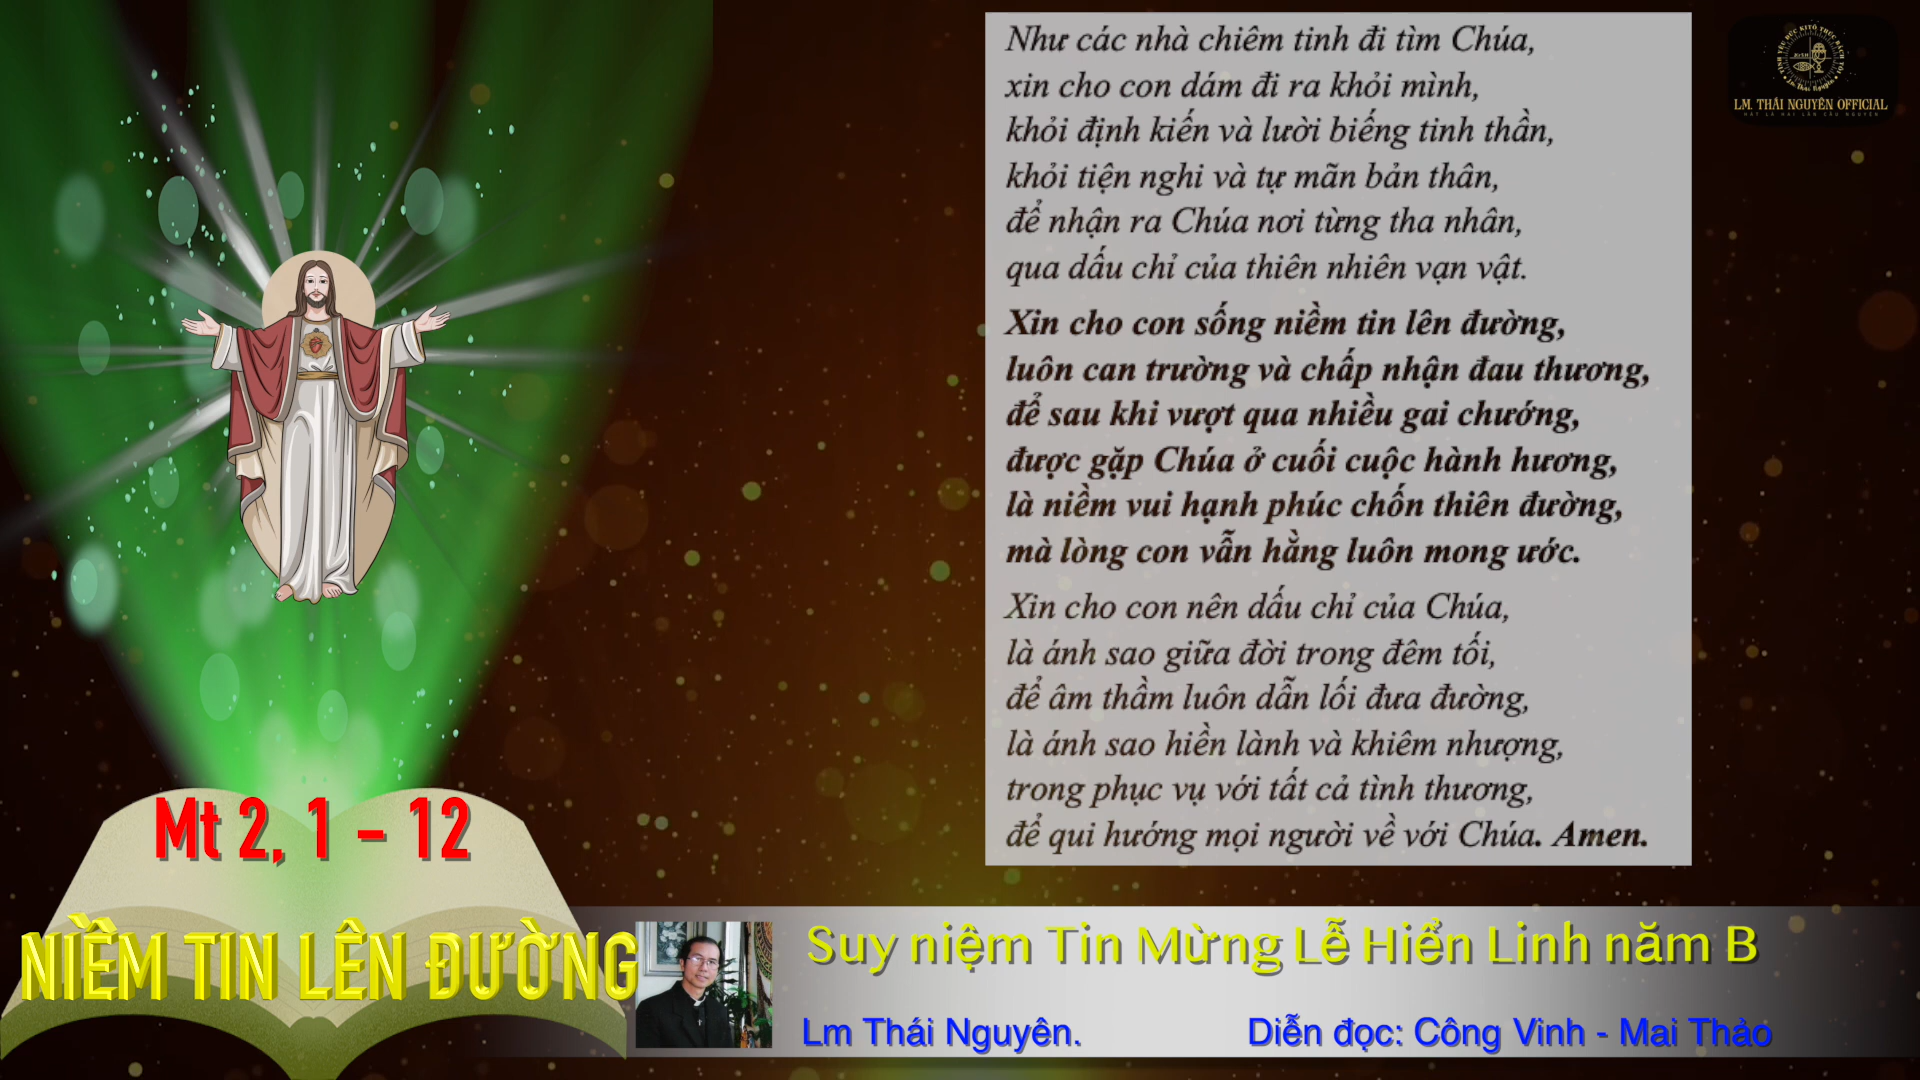 Như các nhà chiêm tinh đi tìm Chúa,
xin cho con dám đi ra khỏi mình,
khỏi định kiến và lười biếng tinh thần,
khỏi tiện nghi và tự mãn bản thân,
để nhận ra Chúa nơi từng tha nhân,
qua dấu chỉ của thiên nhiên vạn vật.
Xin cho con sống niềm tin lên đường,
luôn can trường và chấp nhận đau thương,
để sau khi vượt qua nhiều gai chướng,
được gặp Chúa ở cuối cuộc hành hương,
là niềm vui hạnh phúc chốn thiên đường,
mà lòng con vẫn hằng luôn mong ước.
Xin cho con nên dấu chỉ của Chúa,
là ánh sao giữa đời trong đêm tối,
để âm thầm luôn dẫn lối đưa đường,
là ánh sao hiền lành và khiêm nhượng,
trong phục vụ với tất cả tình thương,
để qui hướng mọi người về với Chúa. Amen.
LM. THÁI NGUYÊN OFFICIAL
HÁT LÀ HAI LẦN CẦU NGUYỆN
Mt 2, 1 - 12
NIỀM TIN LÊN ĐƯỜNG
Suy niệm Tin Mừng Lễ Hiển Linh năm B
Lm Thái Nguyên.
Diễn đọc: Công Vinh - Mai Thảo